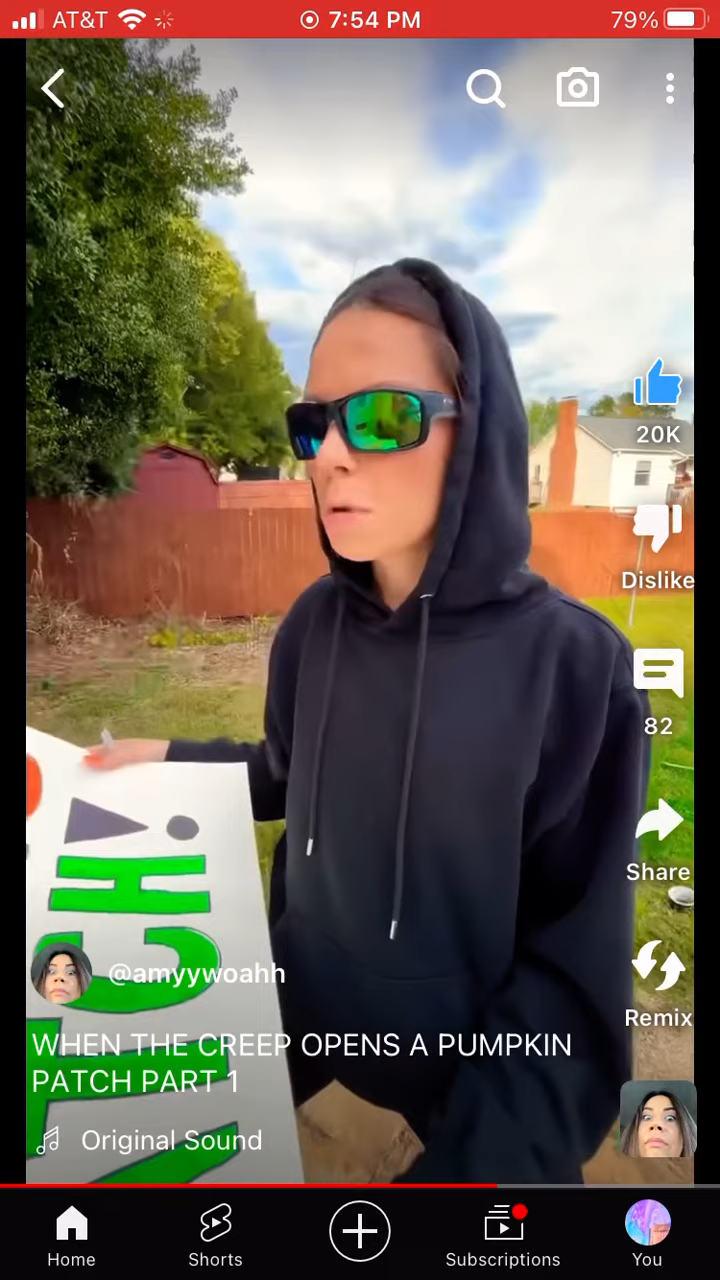 AT&T 7:54 PM 79%
20K
Dislike
82
Share
CH
@amyywoahh
Remix
WHEN THE CREEP OPENS A PUMPKIN
PATCH PART 1
Original Sound
Home Shorts Subscriptions You